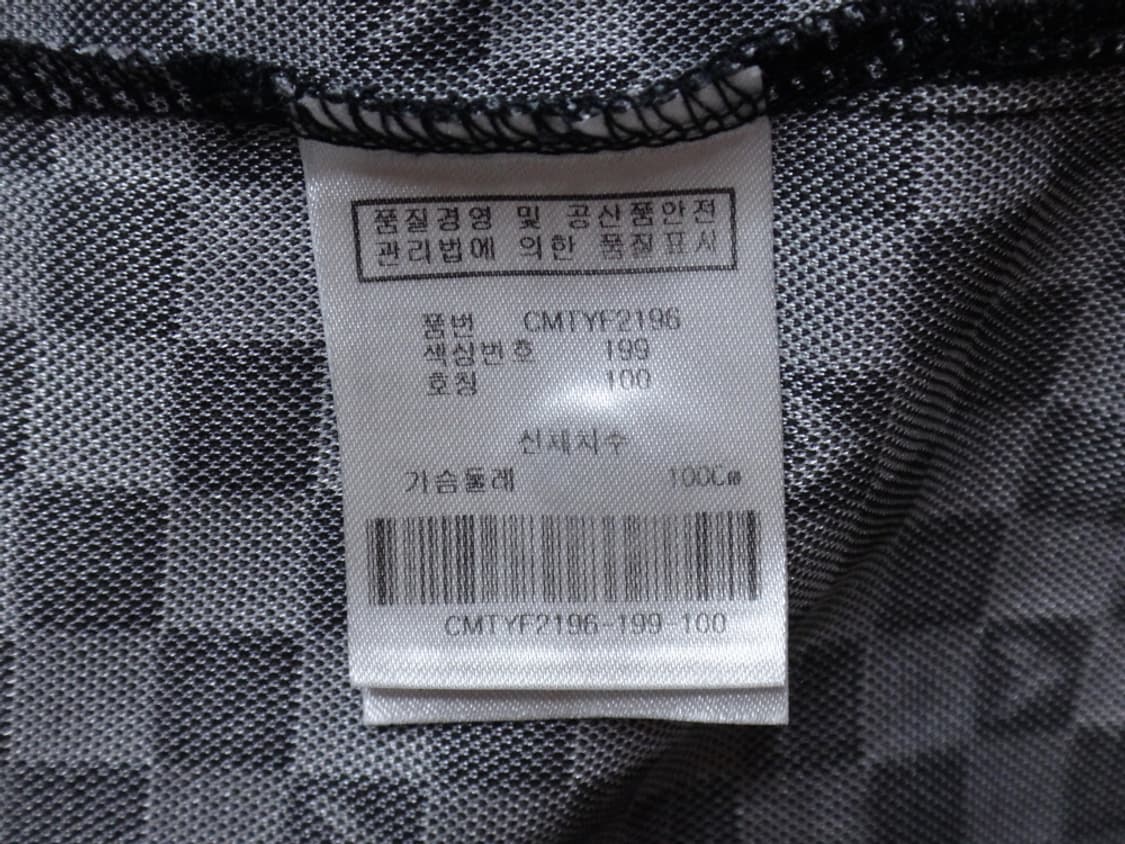 품질경영 및 공산품안전
관리법에 의한 품질표시
품번 CMTYF2196
색상번호 199
호칭 100
신체치수
가슴둘레 100Cm
CMTYF2196-199-100